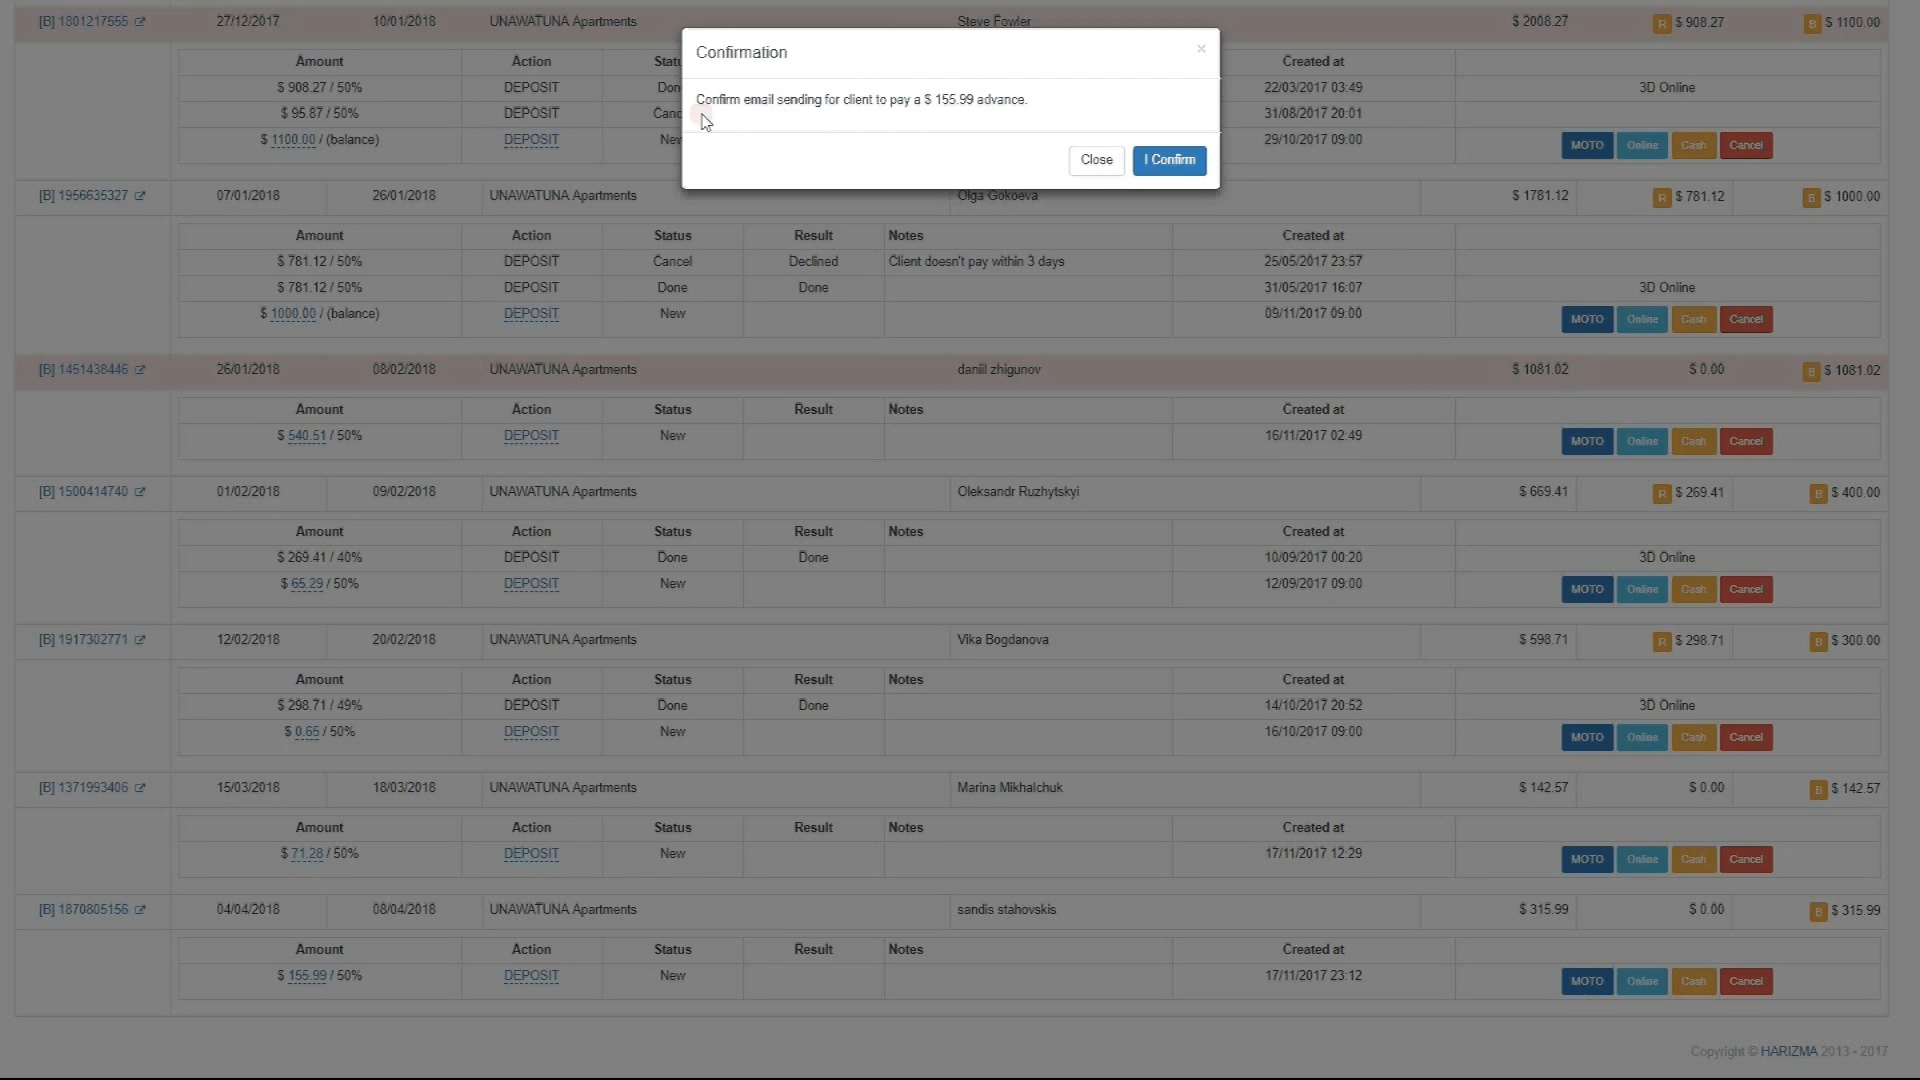 [B] 1801217555 27/12/2017 10/01/2018 UNAWATUNA Apartments Steve Fowler $ 2008.27 R $ 908.27 B $ 1100.00
Confirmation ×
Confirm email sending for client to pay a $ 155.99 advance.
Close I Confirm
Amount Action Created at
$ 908.27 / 50% DEPOSIT 22/03/2017 03:49 3D Online
$ 95.87 / 50% DEPOSIT 31/08/2017 20:01
$ 1100.00 / (balance) DEPOSIT 29/10/2017 09:00 MOTO Online Cash Cancel
[B] 1956635327 07/01/2018 26/01/2018 UNAWATUNA Apartments Olga Gokoeva $ 1781.12 R $ 781.12 B $ 1000.00
Amount Action Status Result Notes Created at
$ 781.12 / 50% DEPOSIT Cancel Declined Client doesn't pay within 3 days 25/05/2017 23:57
$ 781.12 / 50% DEPOSIT Done Done 31/05/2017 16:07 3D Online
$ 1000.00 / (balance) DEPOSIT New 09/11/2017 09:00 MOTO Online Cash Cancel
[B] 1451438446 26/01/2018 08/02/2018 UNAWATUNA Apartments daniil zhigunov $ 1081.02 $ 0.00 B $ 1081.02
Amount Action Status Result Notes Created at
$ 540.51 / 50% DEPOSIT New 16/11/2017 02:49 MOTO Online Cash Cancel
[B] 1500414740 01/02/2018 09/02/2018 UNAWATUNA Apartments Oleksandr Ruzhytskyi $ 669.41 R $ 269.41 B $ 400.00
Amount Action Status Result Notes Created at
$ 269.41 / 40% DEPOSIT Done Done 10/09/2017 00:20 3D Online
$ 65.29 / 50% DEPOSIT New 12/09/2017 09:00 MOTO Online Cash Cancel
[B] 1917302771 12/02/2018 20/02/2018 UNAWATUNA Apartments Vika Bogdanova $ 598.71 R $ 298.71 B $ 300.00
Amount Action Status Result Notes Created at
$ 298.71 / 49% DEPOSIT Done Done 14/10/2017 20:52 3D Online
$ 0.65 / 50% DEPOSIT New 16/10/2017 09:00 MOTO Online Cash Cancel
[B] 1371993406 15/03/2018 18/03/2018 UNAWATUNA Apartments Marina Mikhalchuk $ 142.57 $ 0.00 B $ 142.57
Amount Action Status Result Notes Created at
$ 71.28 / 50% DEPOSIT New 17/11/2017 12:29 MOTO Online Cash Cancel
[B] 1870805156 04/04/2018 08/04/2018 UNAWATUNA Apartments sandis stahovskis $ 315.99 $ 0.00 B $ 315.99
Amount Action Status Result Notes Created at
$ 155.99 / 50% DEPOSIT New 17/11/2017 23:12 MOTO Online Cash Cancel
Copyright © HARIZMA 2013 - 2017